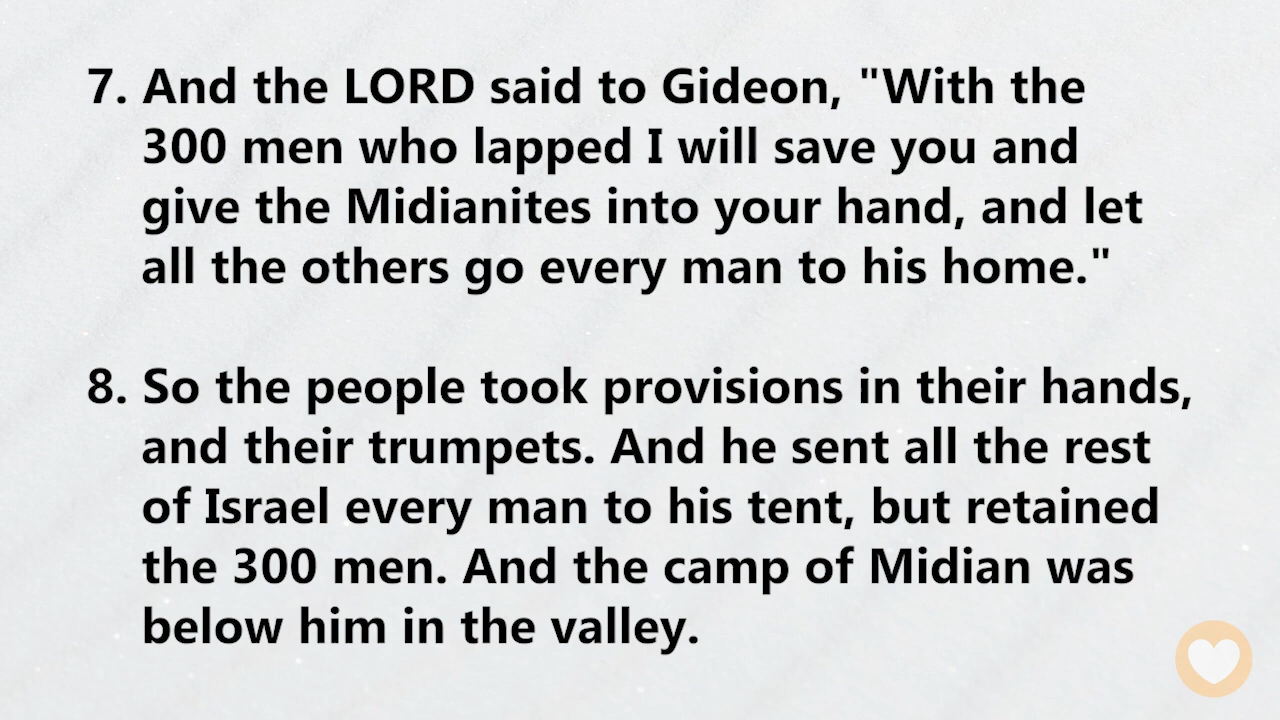 7. And the LORD said to Gideon, "With the
300 men who lapped I will save you and
give the Midianites into your hand, and let
all the others go every man to his home."
8. So the people took provisions in their hands,
and their trumpets. And he sent all the rest
of Israel every man to his tent, but retained
the 300 men. And the camp of Midian was
below him in the valley.